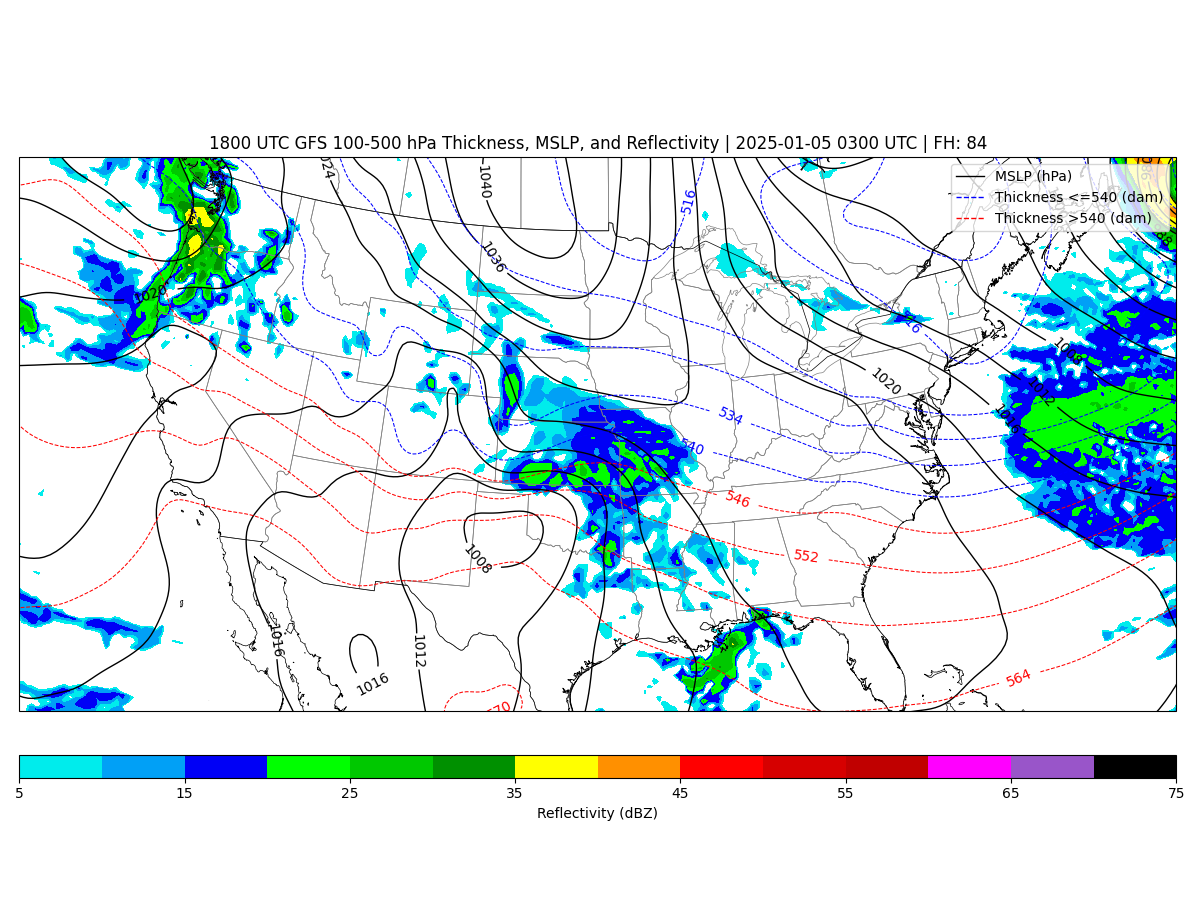 1800 UTC GFS 100-500 hPa Thickness, MSLP, and Reflectivity | 2025-01-05 0300 UTC | FH: 84
MSLP (hPa)
Thickness <=540 (dam)
Thickness >540 (dam)
1024
1040
516
1036
1020
516
1020
534
540
546
1008
552
1016
1012
1016
564
570
5 15 25 35 45 55 65 75
Reflectivity (dBZ)